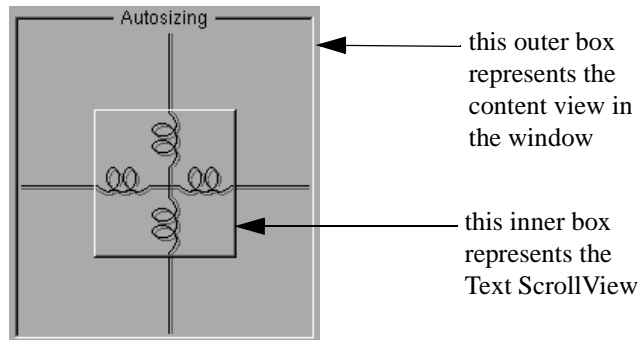 Autosizing
this outer box
represents the
content view in
the window
this inner box
represents the
Text ScrollView